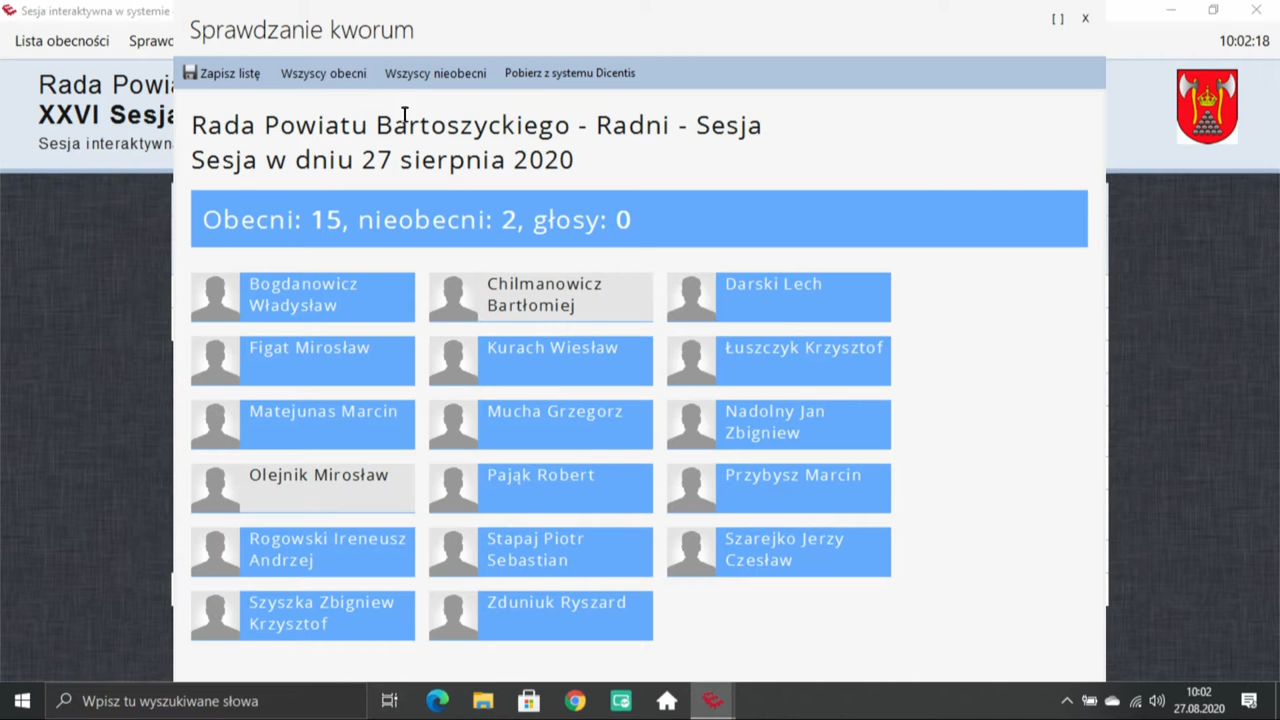 Sesja interaktywna w systemie
Lista obecności
10:02:18
Rada
XXVI
Sesja
Sprawdzanie kworum
[ ] X
Zapisz listę Wszyscy obecni Wszyscy nieobecni Pobierz z systemu Dicentis
Rada Powiatu Bartoszyckiego - Radni - Sesja
Sesja w dniu 27 sierpnia 2020
Obecni: 15, nieobecni: 2, głosy: 0
Bogdanowicz
Władysław
Chilmanowicz
Bartłomiej
Darski Lech
Figat Mirosław
Kurach Wiesław
Łuszczyk Krzysztof
Matejunas Marcin
Mucha Grzegorz
Nadolny Jan
Zbigniew
Olejnik Mirosław
Pająk Robert
Przybysz Marcin
Rogowski Ireneusz
Andrzej
Stapaj Piotr
Sebastian
Szarejko Jerzy
Czesław
Szyszka Zbigniew
Krzysztof
Zduniuk Ryszard
Wpisz tu wyszukiwane słowa
10:02
27.08.2020